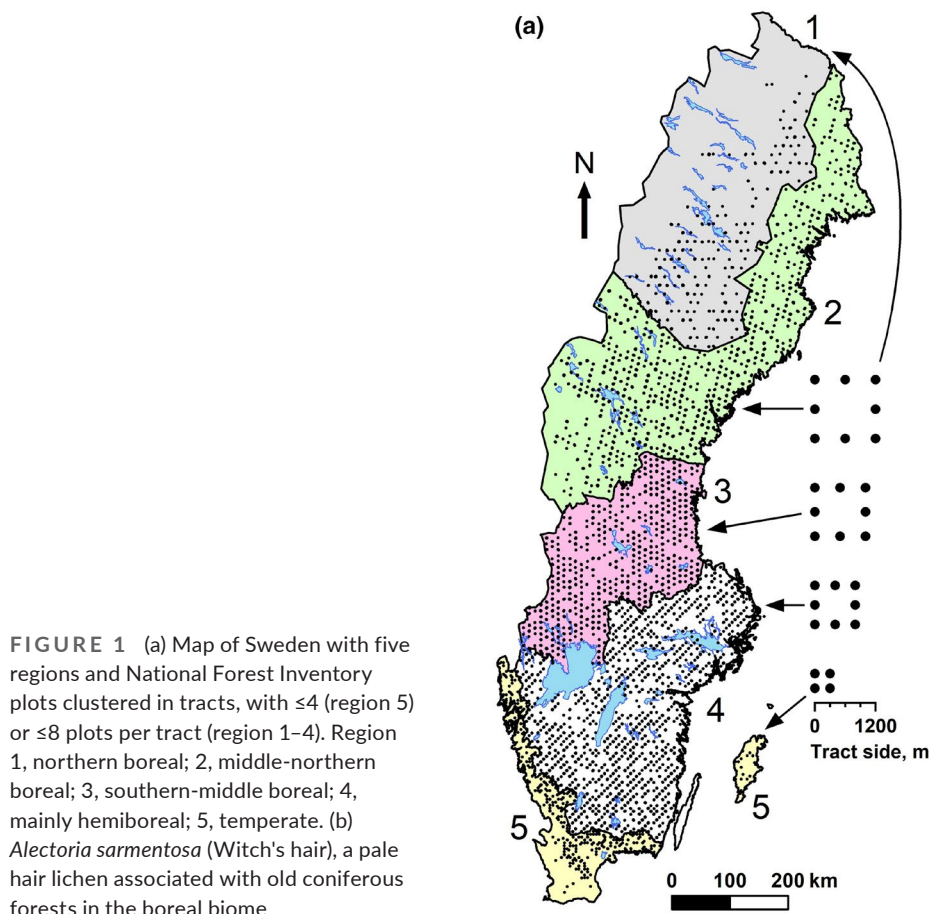 (a)
1
N
2
3
4
5
5
0 1200
Tract side, m
0 100 200 km
FIGURE 1 (a) Map of Sweden with five
regions and National Forest Inventory
plots clustered in tracts, with ≤4 (region 5)
or ≤8 plots per tract (region 1–4). Region
1, northern boreal; 2, middle-northern
boreal; 3, southern-middle boreal; 4,
mainly hemiboreal; 5, temperate. (b)
Alectoria sarmentosa (Witch's hair), a pale
hair lichen associated with old coniferous
forests in the boreal biome